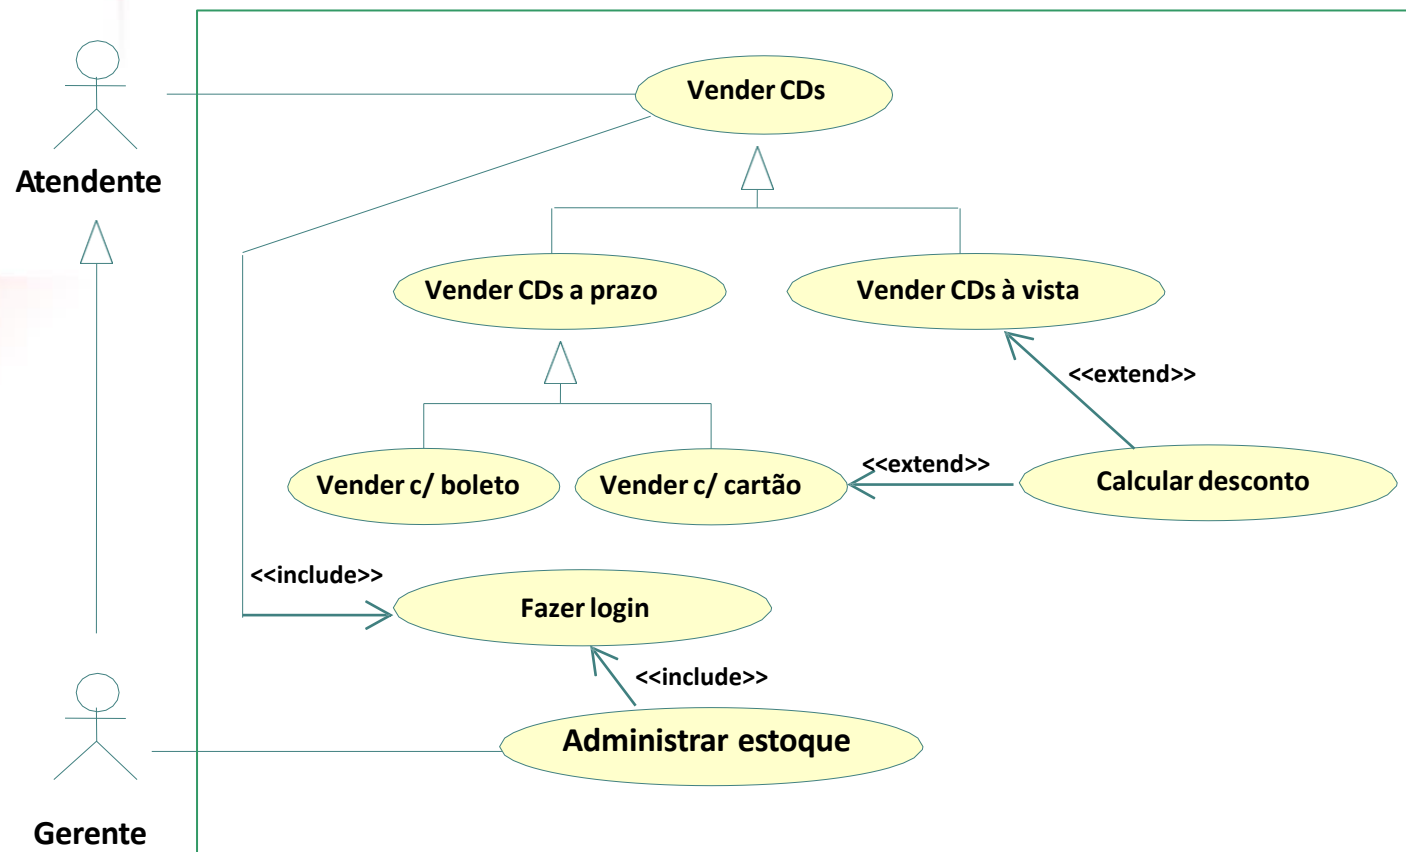 Vender CDs
Atendente
Vender CDs a prazo
Vender CDs à vista
<<extend>>
<<extend>>
Vender c/ boleto
Vender c/ cartão
Calcular desconto
<<include>>
Fazer login
<<include>>
Administrar estoque
Gerente